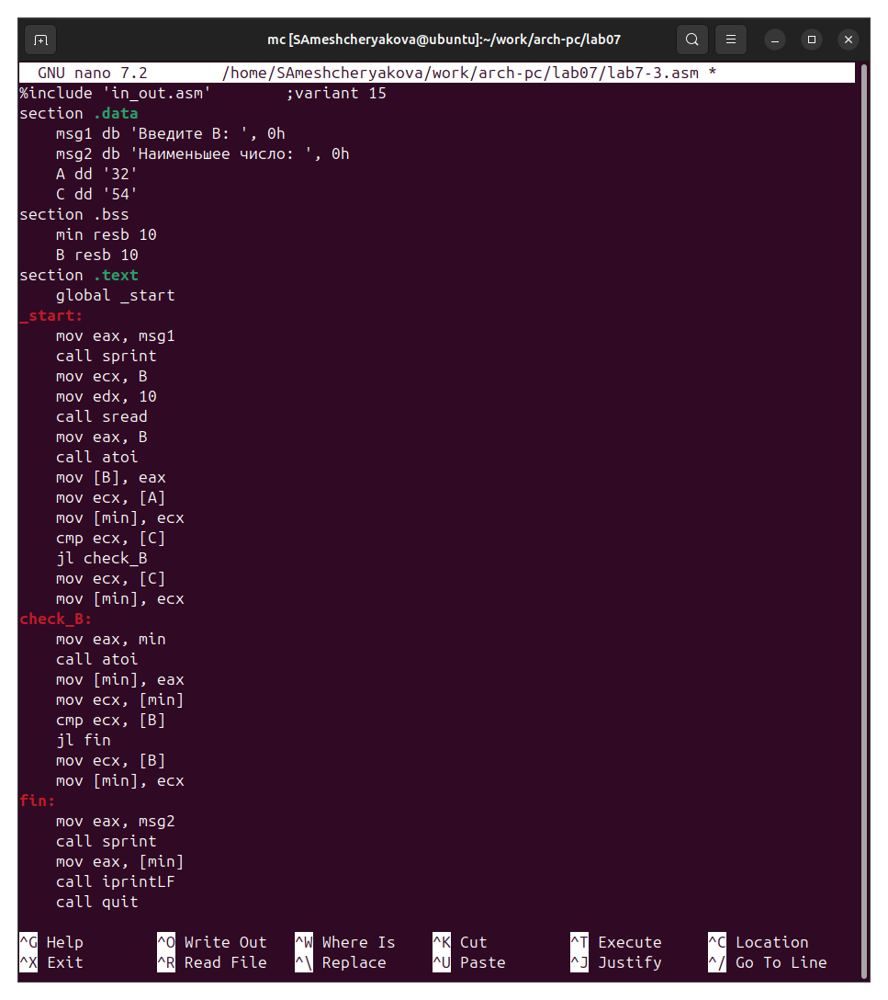 mc [SAmeshcheryakova@ubuntu]:~/work/arch-pc/lab07
GNU nano 7.2 /home/SAmeshcheryakova/work/arch-pc/lab07/lab7-3.asm *
%include 'in_out.asm' ;variant 15
section .data
msg1 db 'Введите B: ', 0h
msg2 db 'Наименьшее число: ', 0h
A dd '32'
C dd '54'
section .bss
min resb 10
B resb 10
section .text
global _start
_start:
mov eax, msg1
call sprint
mov ecx, B
mov edx, 10
call sread
mov eax, B
call atoi
mov [B], eax
mov ecx, [A]
mov [min], ecx
cmp ecx, [C]
jl check_B
mov ecx, [C]
mov [min], ecx
check_B:
mov eax, min
call atoi
mov [min], eax
mov ecx, [min]
cmp ecx, [B]
jl fin
mov ecx, [B]
mov [min], ecx
fin:
mov eax, msg2
call sprint
mov eax, [min]
call iprintLF
call quit
^G Help ^O Write Out ^W Where Is ^K Cut ^T Execute ^C Location
^X Exit ^R Read File ^\ Replace ^U Paste ^J Justify ^/ Go To Line